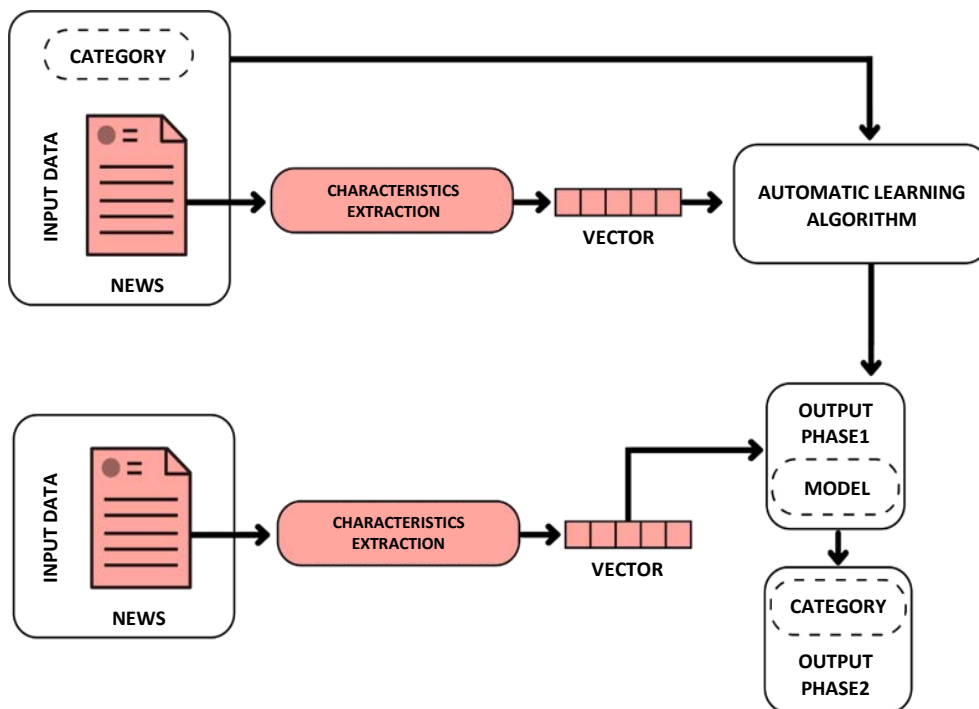 CATEGORY
INPUT DATA
NEWS
CHARACTERISTICS
EXTRACTION
VECTOR
AUTOMATIC LEARNING
ALGORITHM
INPUT DATA
NEWS
CHARACTERISTICS
EXTRACTION
VECTOR
OUTPUT
PHASE1
MODEL
CATEGORY
OUTPUT
PHASE2